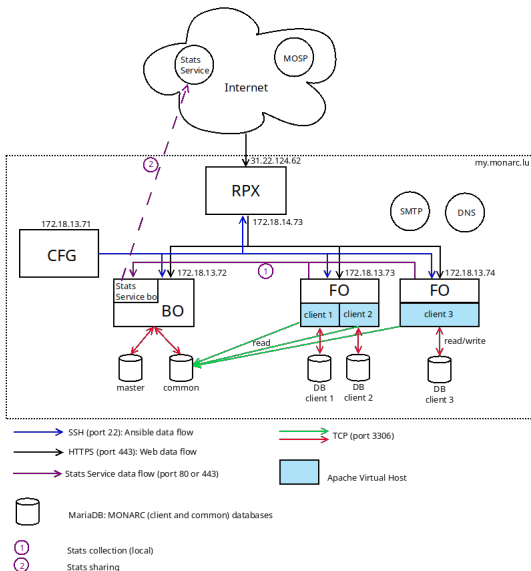 Stats
Service
MOSP
Internet
31.22.124.62
my.monarc.lu
RPX
2
172.18.13.71
172.18.14.73
SMTP
DNS
CFG
172.18.13.72
1
172.18.13.73
172.18.13.74
Stats
Service bo
BO
FO
FO
client 1
client 2
client 3
read
read/write
master
common
DB
client 1
DB
client 2
DB
client 3
SSH (port 22): Ansible data flow
TCP (port 3306)
HTTPS (port 443): Web data flow
Stats Service data flow (port 80 or 443)
Apache Virtual Host
MariaDB: MONARC (client and common) databases
1
Stats collection (local)
2
Stats sharing